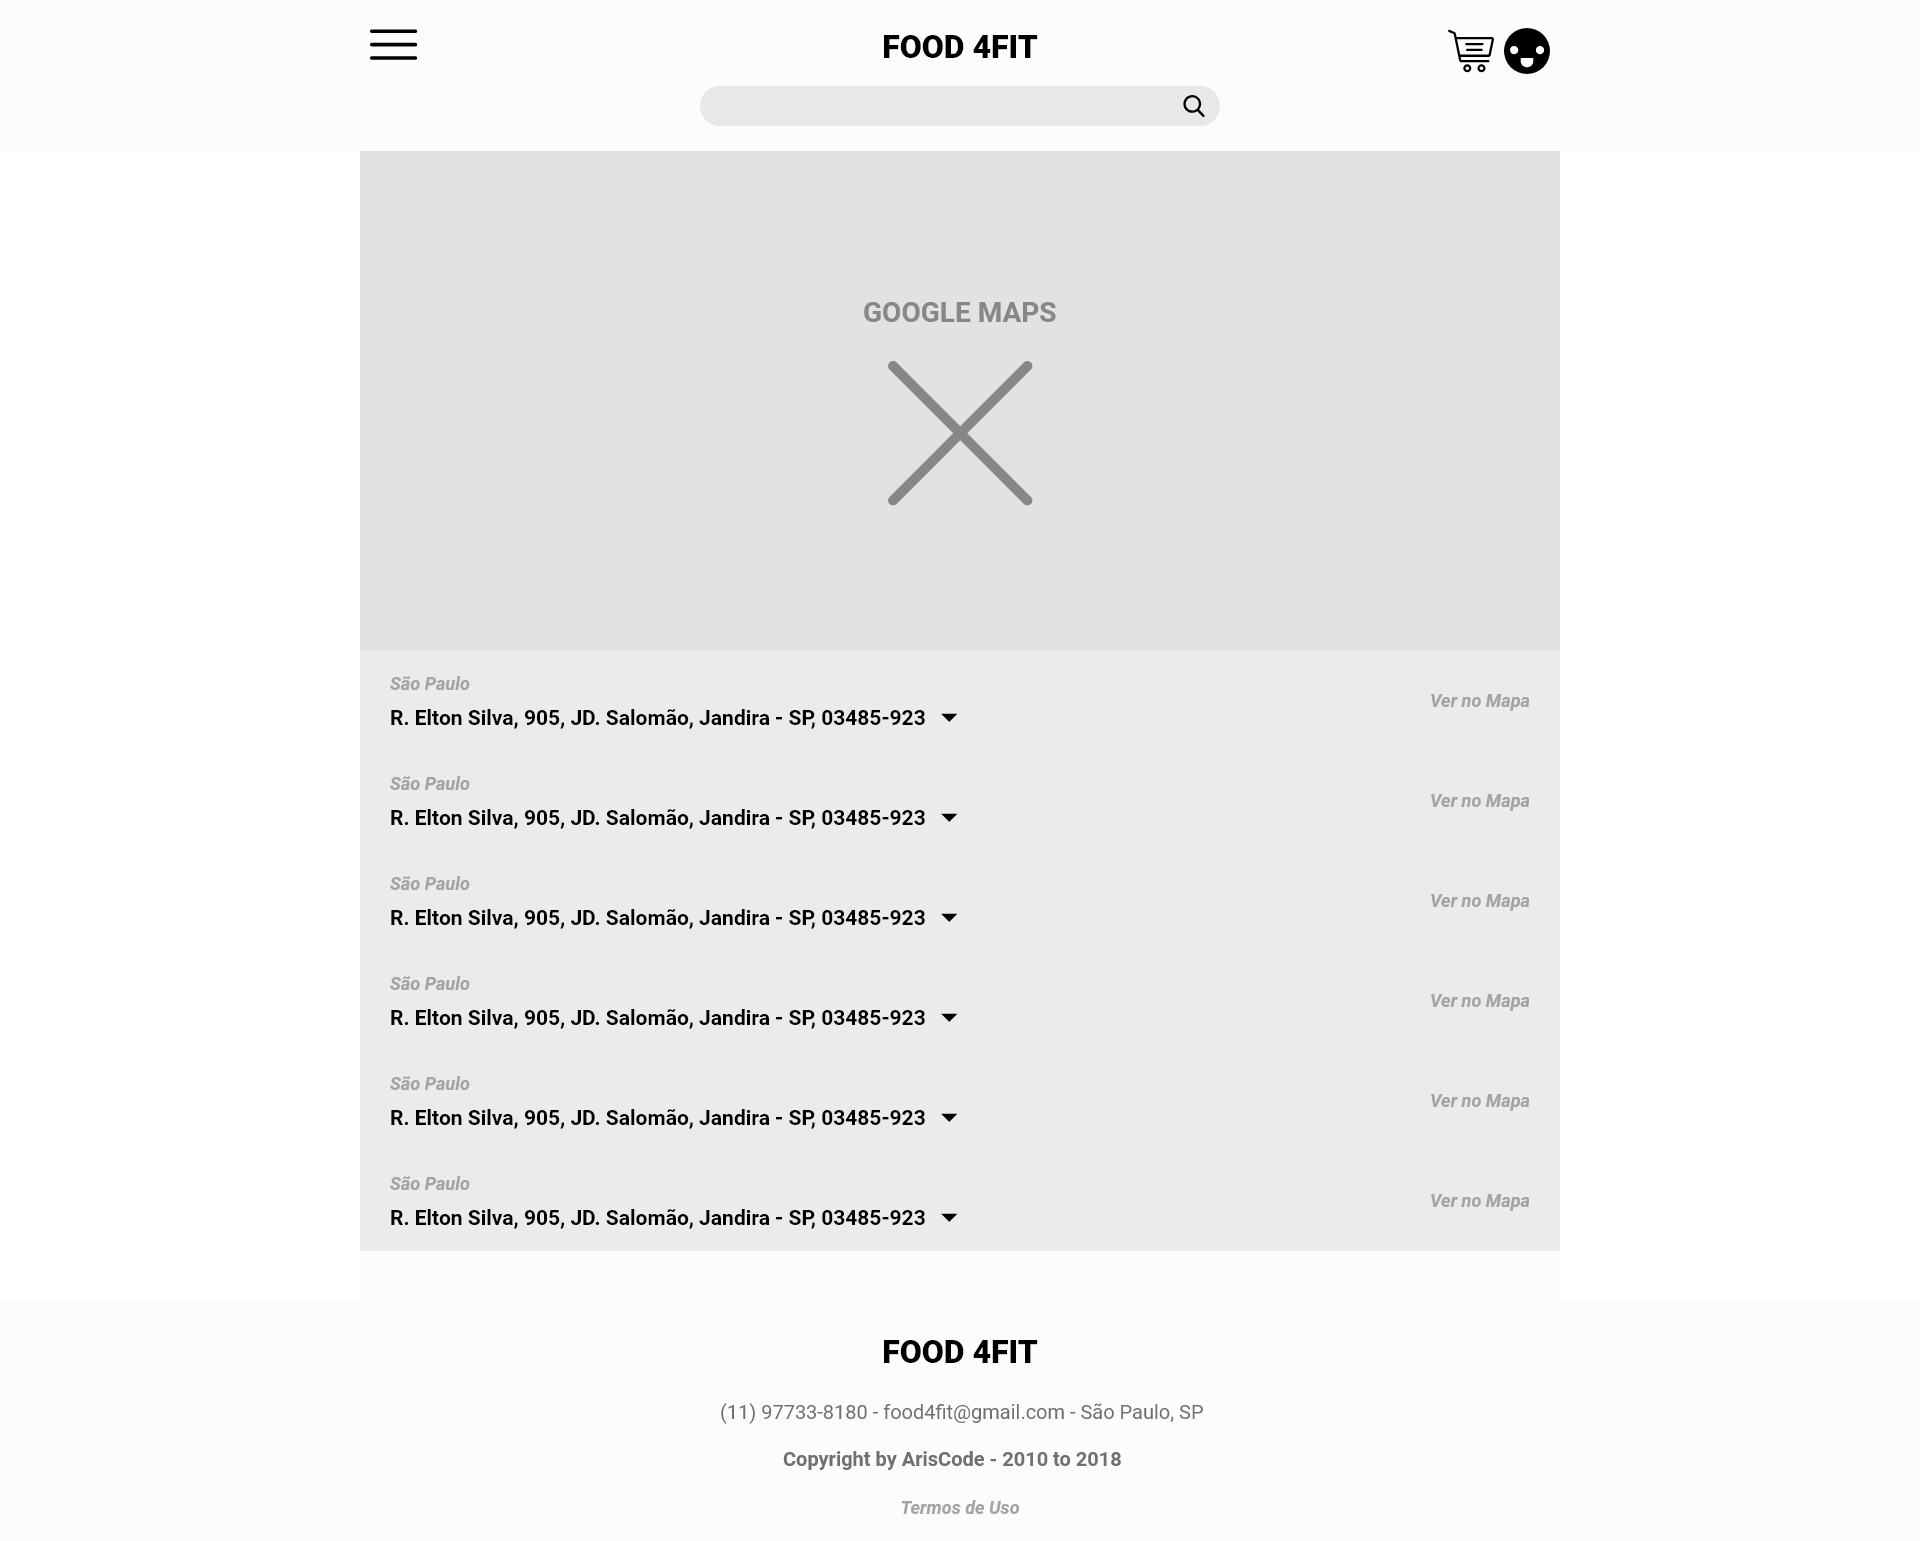 FOOD 4FIT
GOOGLE MAPS
São Paulo
R. Elton Silva, 905, JD. Salomão, Jandira - SP, 03485-923
Ver no Mapa
São Paulo
R. Elton Silva, 905, JD. Salomão, Jandira - SP, 03485-923
Ver no Mapa
São Paulo
R. Elton Silva, 905, JD. Salomão, Jandira - SP, 03485-923
Ver no Mapa
São Paulo
R. Elton Silva, 905, JD. Salomão, Jandira - SP, 03485-923
Ver no Mapa
São Paulo
R. Elton Silva, 905, JD. Salomão, Jandira - SP, 03485-923
Ver no Mapa
São Paulo
R. Elton Silva, 905, JD. Salomão, Jandira - SP, 03485-923
Ver no Mapa
FOOD 4FIT
(11) 97733-8180 - food4fit@gmail.com - São Paulo, SP
Copyright by ArisCode - 2010 to 2018
Termos de Uso